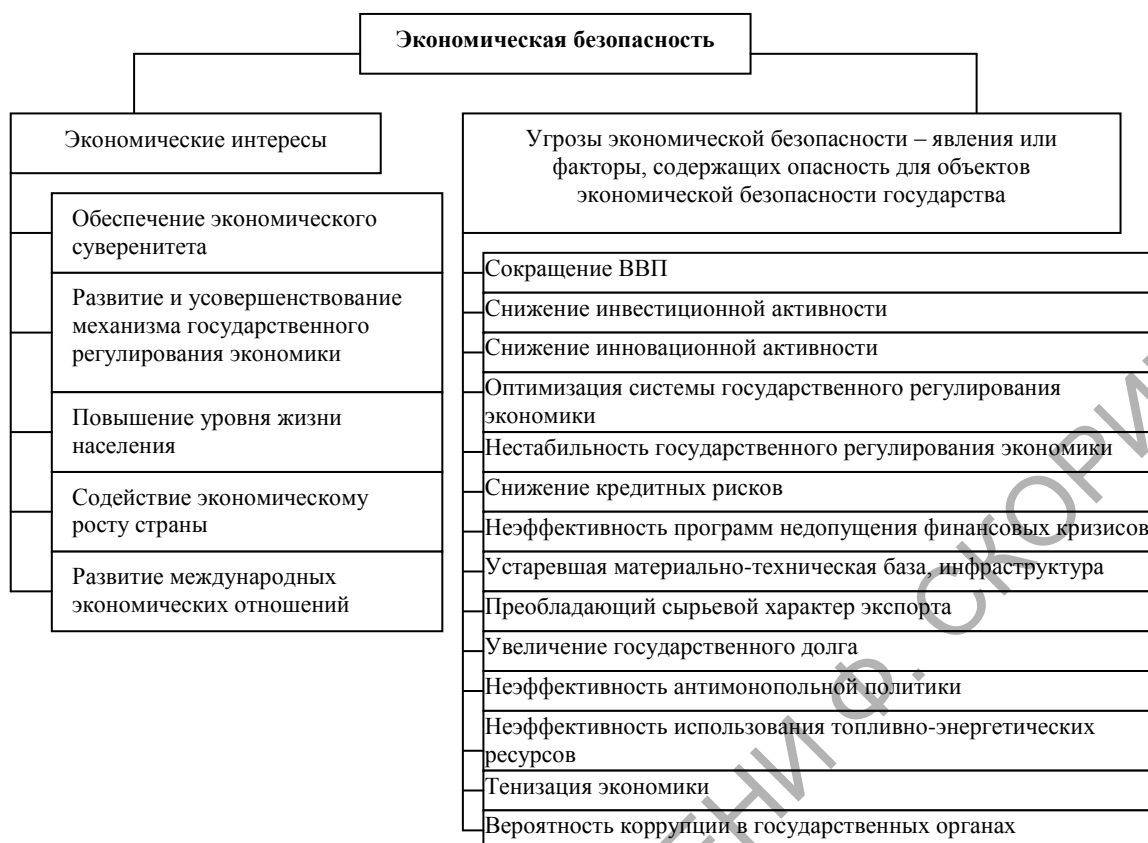 Экономическая безопасность
Экономические интересы
Обеспечение экономического
суверенитета
Развитие и усовершенствование
механизма государственного
регулирования экономики
Повышение уровня жизни
населения
Содействие экономическому
росту страны
Развитие международных
экономических отношений
Угрозы экономической безопасности – явления или
факторы, содержащих опасность для объектов
экономической безопасности государства
Сокращение ВВП
Снижение инвестиционной активности
Снижение инновационной активности
Оптимизация системы государственного регулирования
экономики
Нестабильность государственного регулирования экономики
Снижение кредитных рисков
Неэффективность программ недопущения финансовых кризисов
Устаревшая материально-техническая база, инфраструктура
Преобладающий сырьевой характер экспорта
Увеличение государственного долга
Неэффективность антимонопольной политики
Неэффективность использования топливно-энергетических
ресурсов
Тенизация экономики
Вероятность коррупции в государственных органах
Ф.